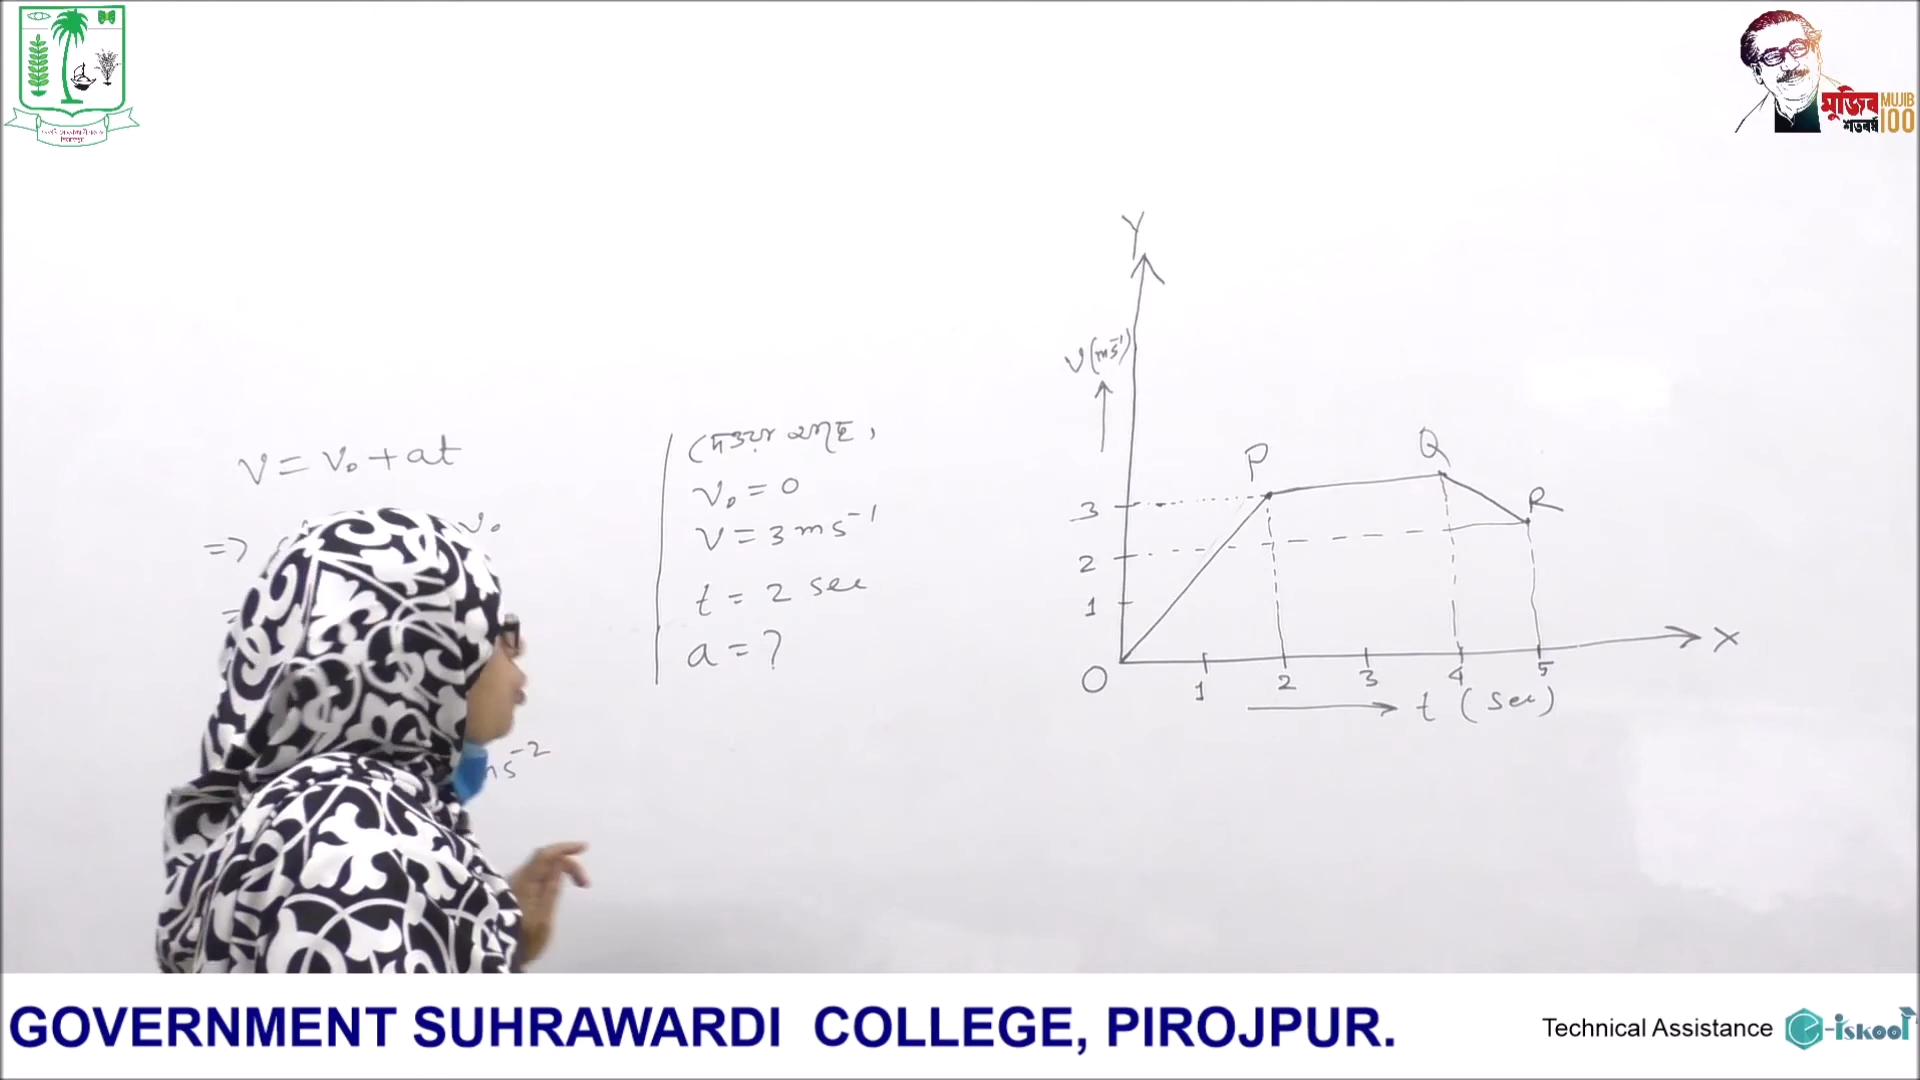 মুজিব
শতবর্ষ
MUJIB
100
V = V₀ + at
=>
V₀
ms⁻²
দেওয়া আছে,
V₀ = 0
V = 3 ms⁻¹
t = 2 sec
a = ?
Y
V(ms⁻¹)
P
Q
R
3
2
1
O
1
2
3
4
5
X
t (sec)
GOVERNMENT SUHRAWARDI COLLEGE, PIROJPUR.
Technical Assistance e-iskool